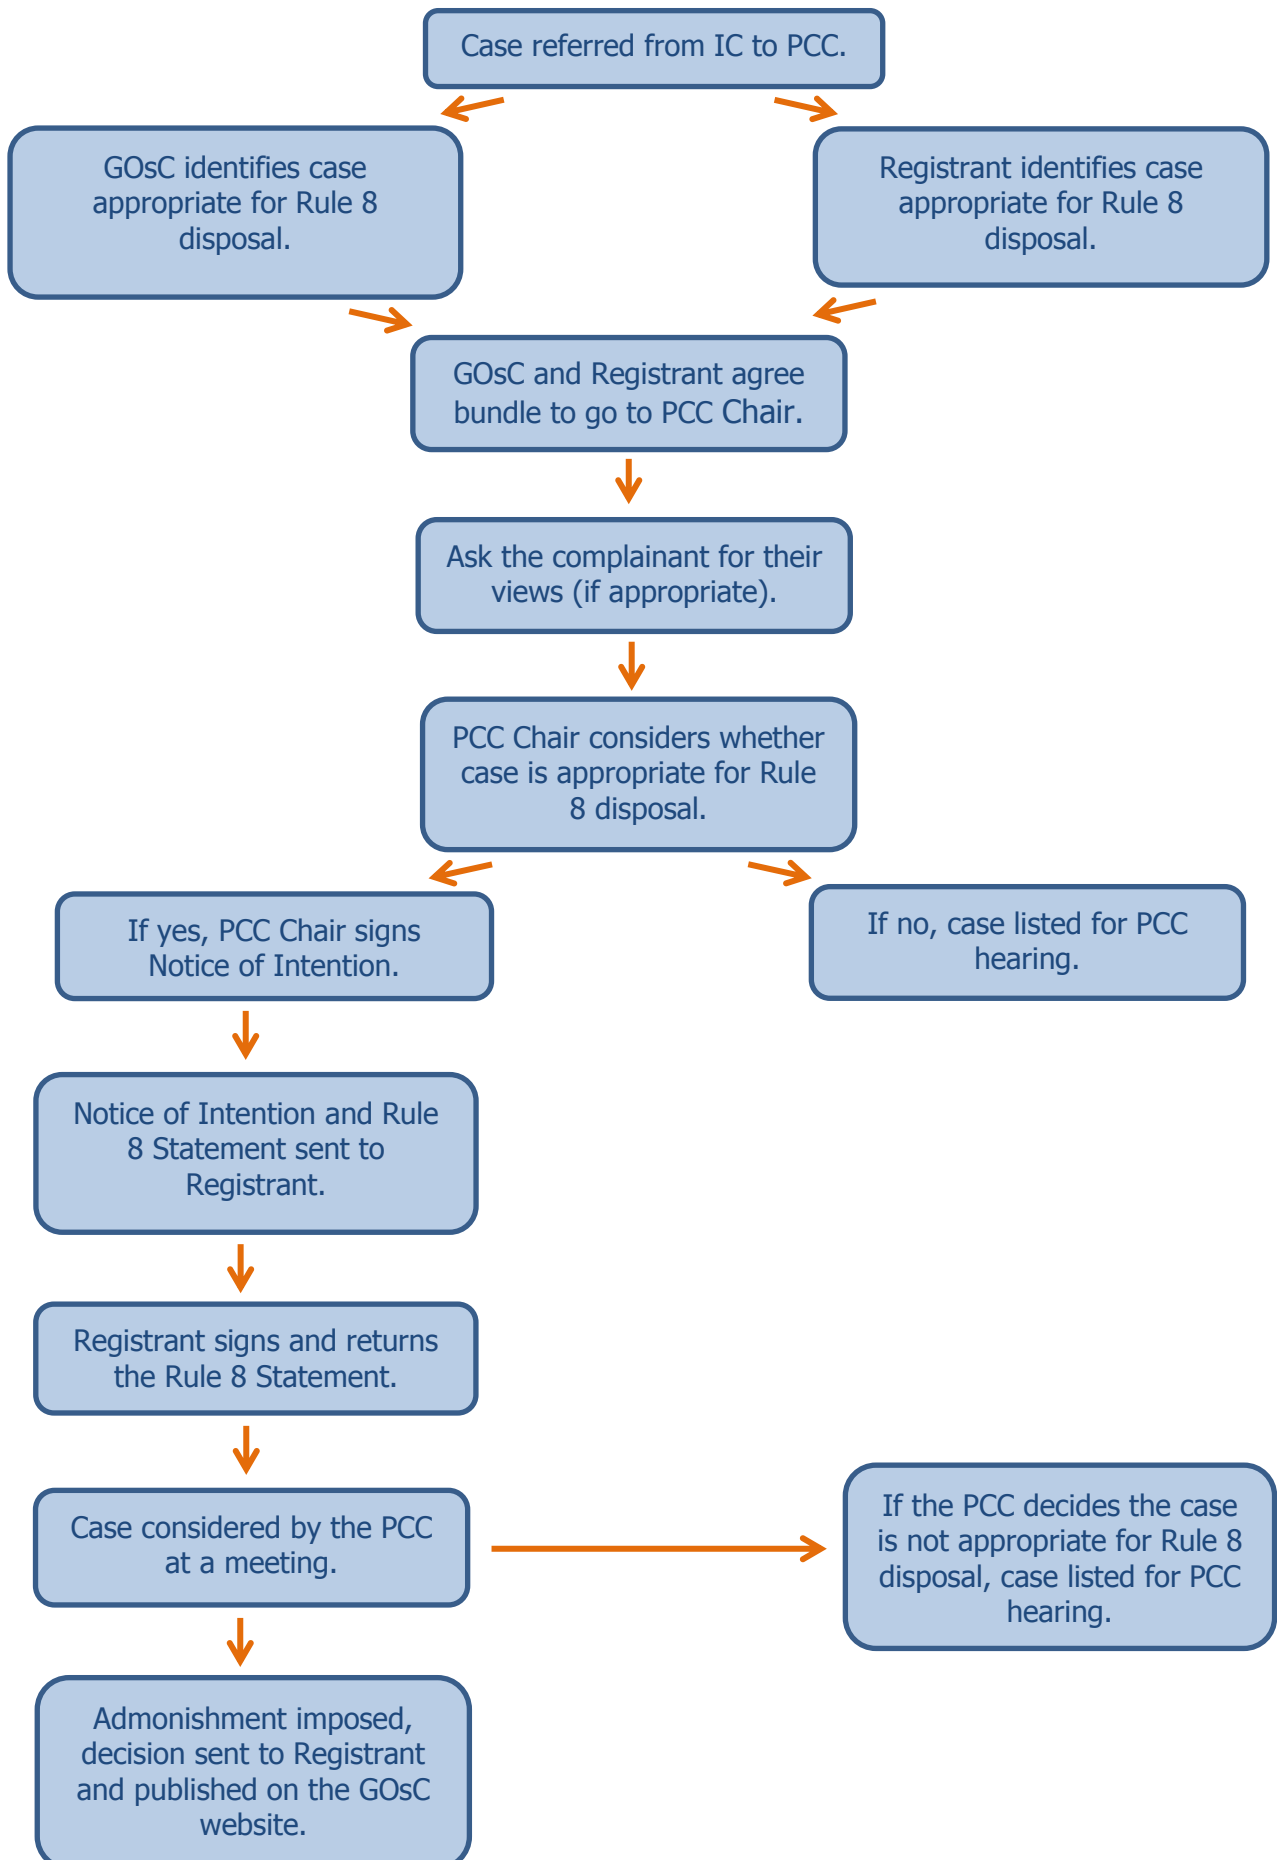 Case referred from IC to PCC.
GOsC identifies case
appropriate for Rule 8
disposal.
Registrant identifies case
appropriate for Rule 8
disposal.
GOsC and Registrant agree
bundle to go to PCC Chair.
Ask the complainant for their
views (if appropriate).
PCC Chair considers whether
case is appropriate for Rule
8 disposal.
If yes, PCC Chair signs
Notice of Intention.
If no, case listed for PCC
hearing.
Notice of Intention and Rule
8 Statement sent to
Registrant.
Registrant signs and returns
the Rule 8 Statement.
Case considered by the PCC
at a meeting.
If the PCC decides the case
is not appropriate for Rule 8
disposal, case listed for PCC
hearing.
Admonishment imposed,
decision sent to Registrant
and published on the GOsC
website.